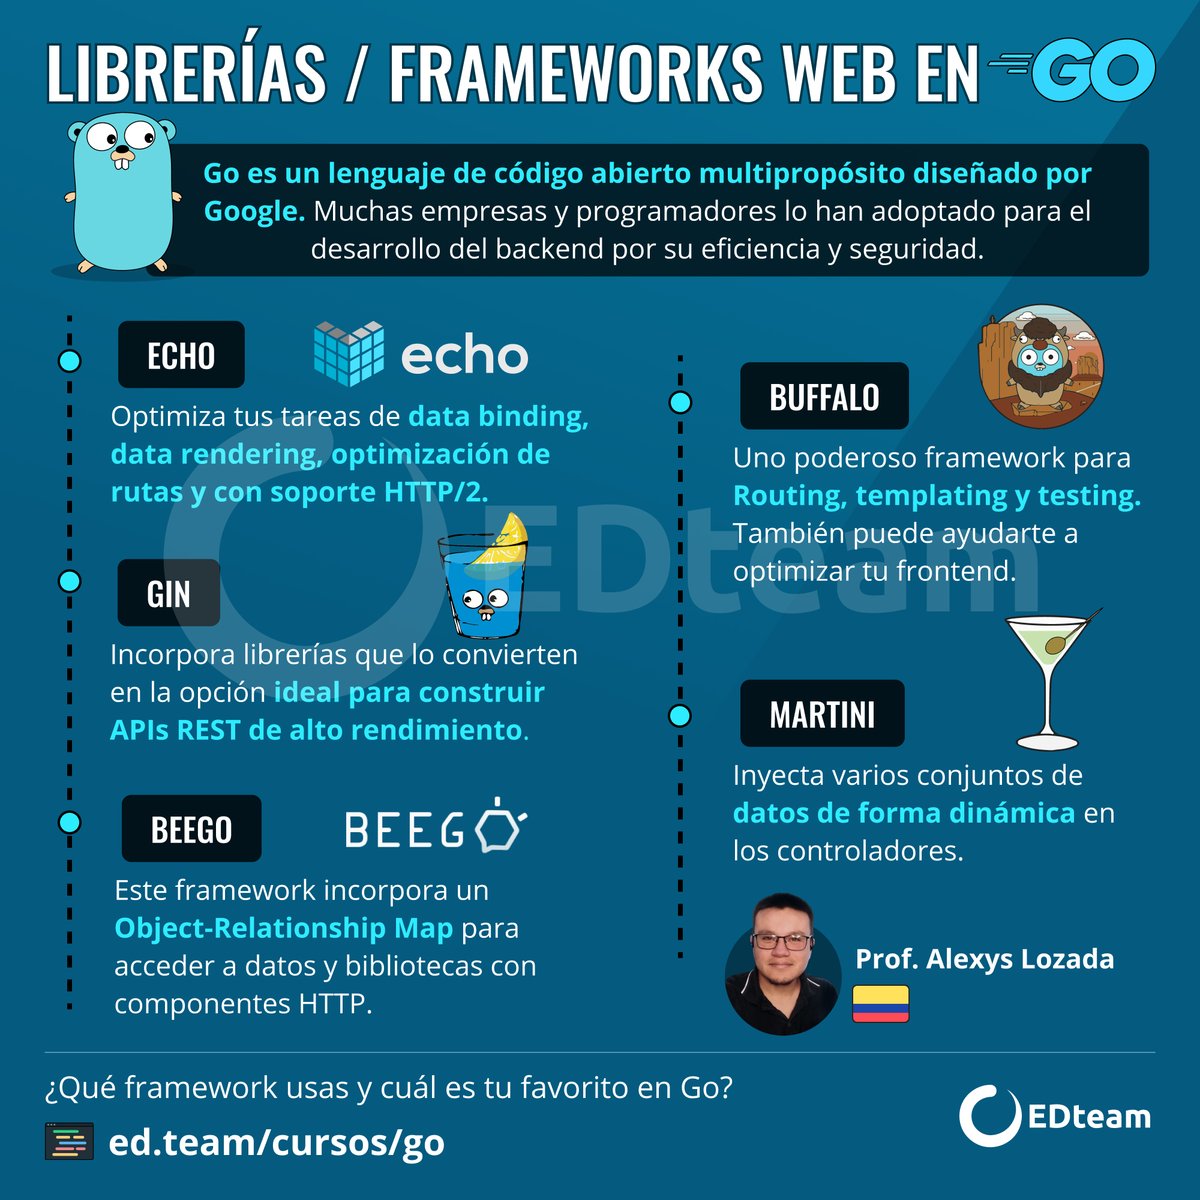 LIBRERÍAS / FRAMEWORKS WEB EN GO
Go es un lenguaje de código abierto multipropósito diseñado por
Google. Muchas empresas y programadores lo han adoptado para el
desarrollo del backend por su eficiencia y seguridad.
ECHO
echo
Optimiza tus tareas de data binding,
data rendering, optimización de
rutas y con soporte HTTP/2.
GIN
Incorpora librerías que lo convierten
en la opción ideal para construir
APIs REST de alto rendimiento.
BEEGO
BEEGO
Este framework incorpora un
Object-Relationship Map para
acceder a datos y bibliotecas con
componentes HTTP.
BUFFALO
Uno poderoso framework para
Routing, templating y testing.
También puede ayudarte a
optimizar tu frontend.
MARTINI
Inyecta varios conjuntos de
datos de forma dinámica en
los controladores.
Prof. Alexys Lozada
EDteam
¿Qué framework usas y cuál es tu favorito en Go?
ed.team/cursos/go
EDteam